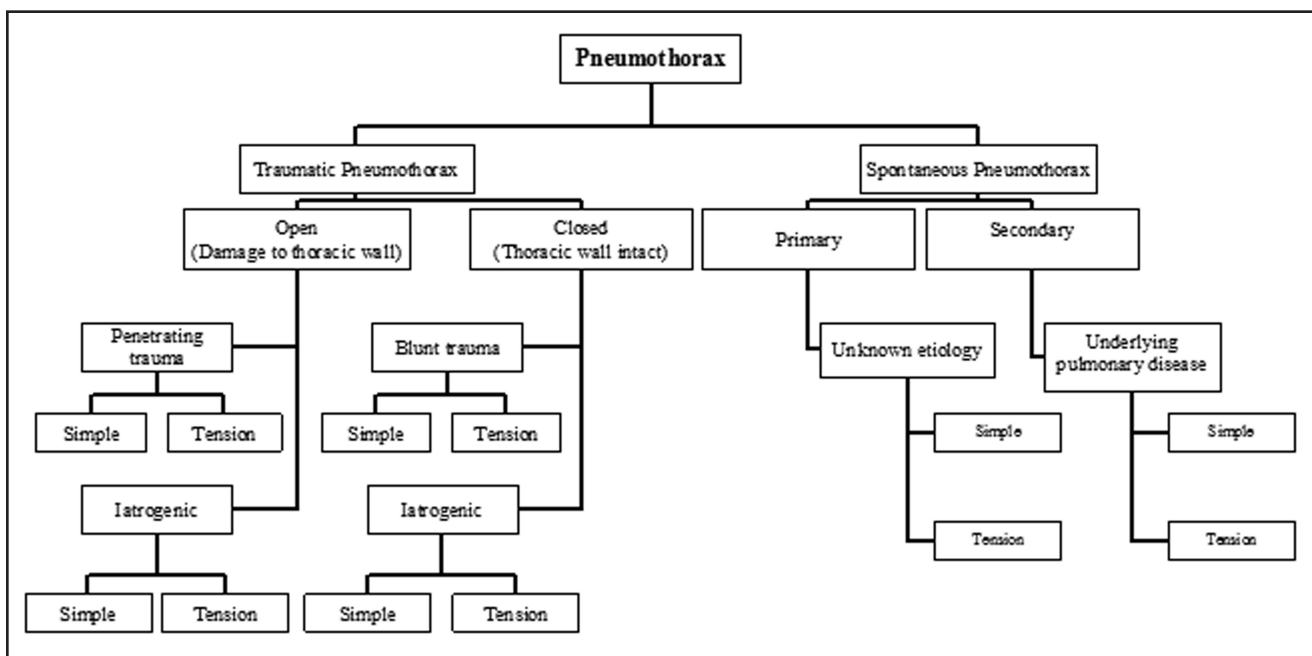 Pneumothorax
Traumatic Pneumothorax
Spontaneous Pneumothorax
Open
(Damage to thoracic wall)
Closed
(Thoracic wall intact)
Primary
Secondary
Penetrating
trauma
Blunt trauma
Unknown etiology
Underlying
pulmonary disease
Simple
Tension
Simple
Tension
Simple
Simple
Iatrogenic
Iatrogenic
Tension
Tension
Simple
Tension
Simple
Tension